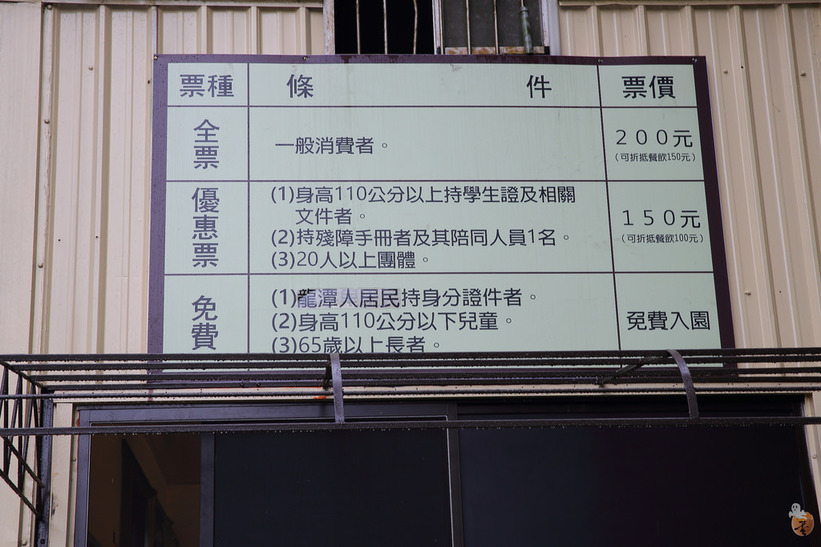 票種 條件 票價
全票 一般消費者。 200元
(可折抵餐飲150元)
優惠票 (1)身高110公分以上持學生證及相關
文件者。
(2)持殘障手冊者及其陪同人員1名。
(3)20人以上團體。
150元
(可折抵餐飲100元)
免費 (1)龍潭人居民持身分證件者。
(2)身高110公分以下兒童。
(3)65歲以上長者。
免費入園